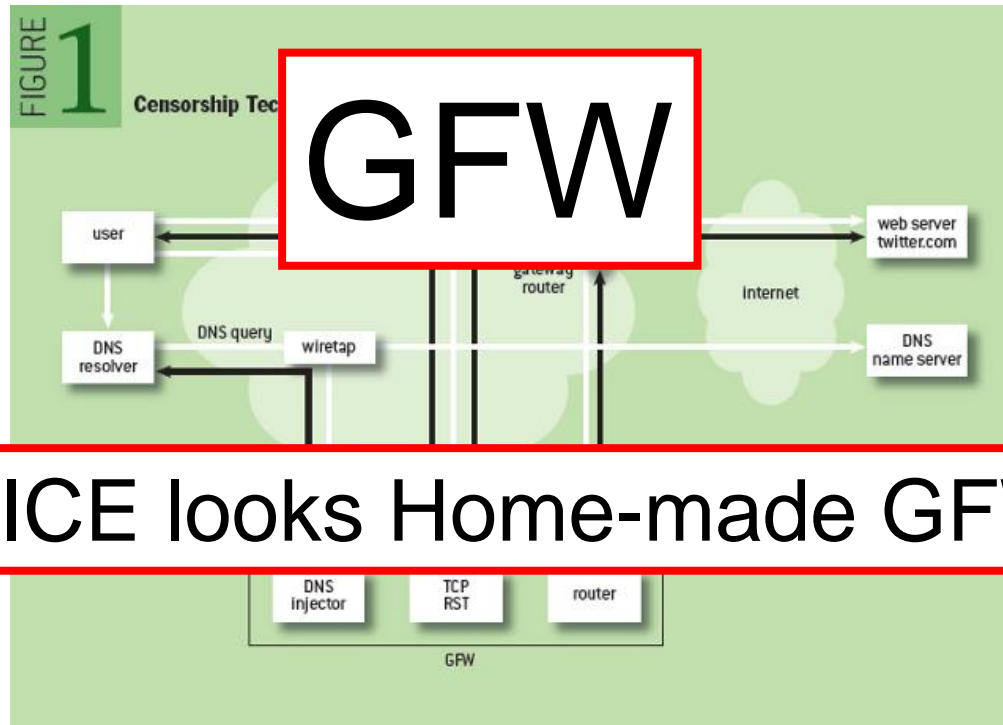 FIGURE
1
Censorship Tec
GFW
user
web server
twitter.com
gateway
router
internet
DNS query
wiretap
DNS
resolver
DNS
name server
ICE looks Home-made GF
DNS
injector
TCP
RST
router
GFW